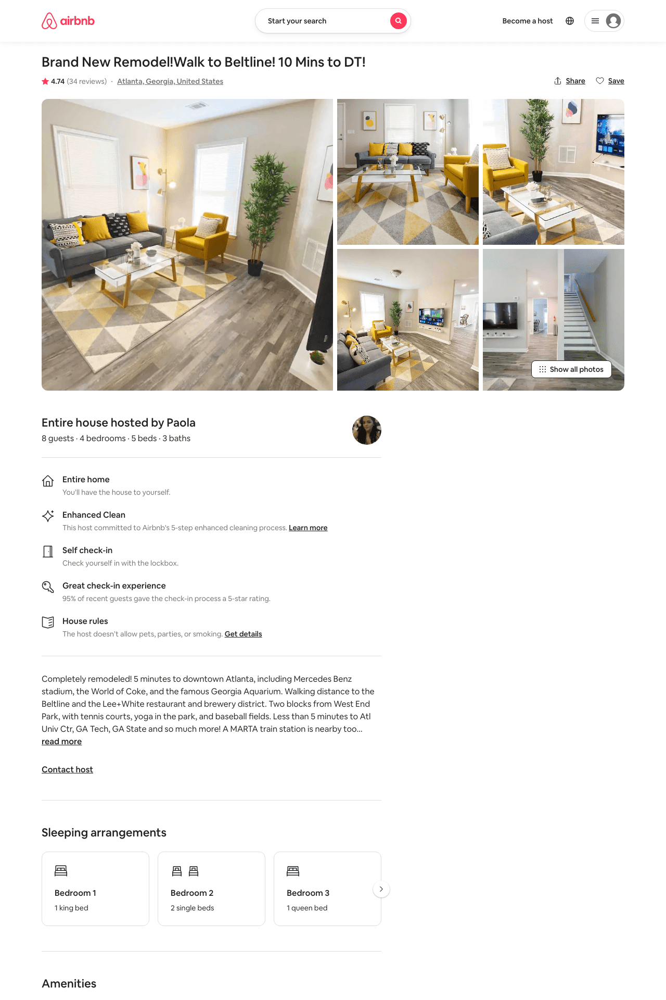 airbnb
Start your search
Become a host
Brand New Remodel!Walk to Beltline! 10 Mins to DT!
4.74 (34 reviews) · Atlanta, Georgia, United States
Share
Save
Show all photos
Entire house hosted by Paola
8 guests · 4 bedrooms · 5 beds · 3 baths
Entire home
You’ll have the house to yourself.
Enhanced Clean
This host committed to Airbnb's 5-step enhanced cleaning process. Learn more
Self check-in
Check yourself in with the lockbox.
Great check-in experience
95% of recent guests gave the check-in process a 5-star rating.
House rules
The host doesn’t allow pets, parties, or smoking. Get details
Completely remodeled! 5 minutes to downtown Atlanta, including Mercedes Benz
stadium, the World of Coke, and the famous Georgia Aquarium. Walking distance to the
Beltline and the Lee+White restaurant and brewery district. Two blocks from West End
Park, with tennis courts, yoga in the park, and baseball fields. Less than 5 minutes to Atl
Univ Ctr, GA Tech, GA State and so much more! A MARTA train station is nearby too…
read more
Contact host
Sleeping arrangements
Bedroom 1
1 king bed
Bedroom 2
2 single beds
Bedroom 3
1 queen bed
Amenities